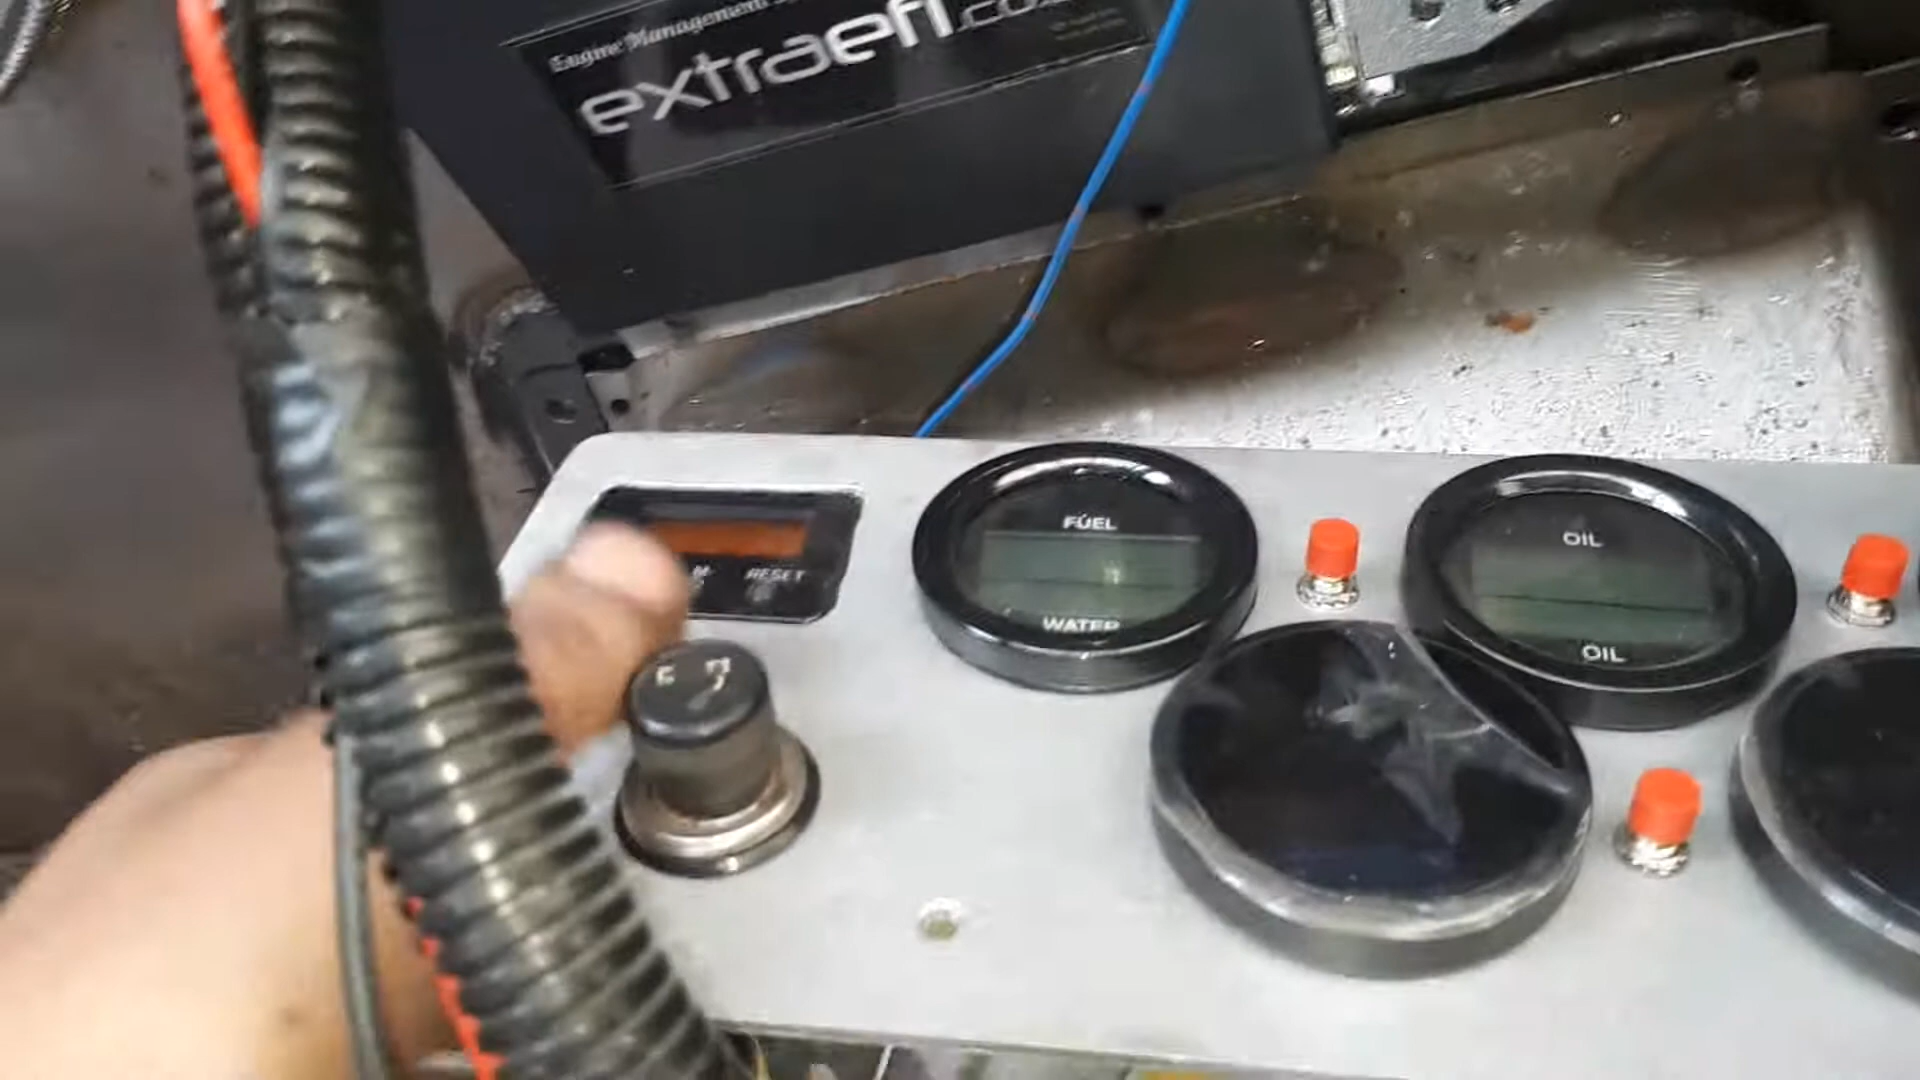 Engine Management
extraefi.co
M
RESET
FUEL
WATER
OIL
OIL